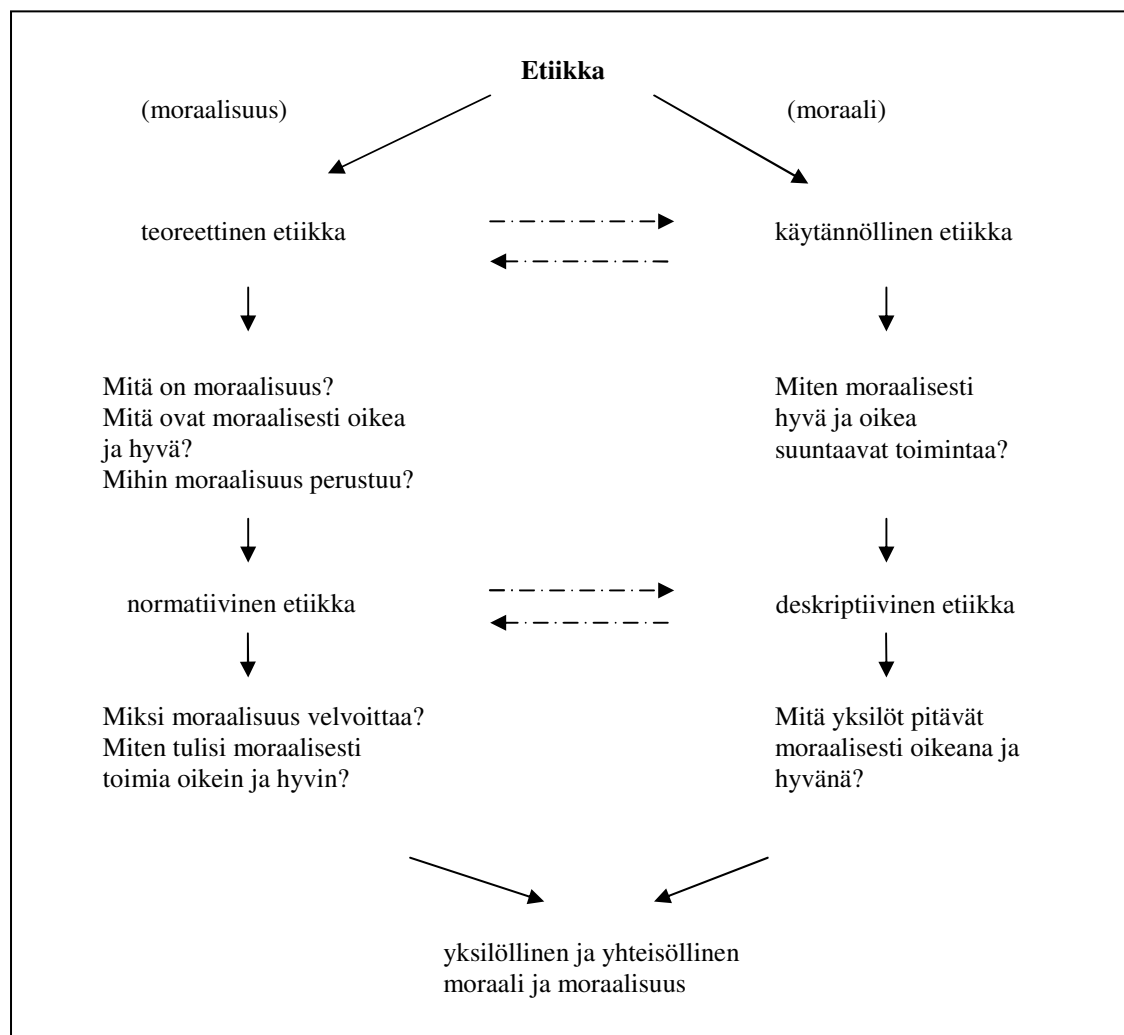 Etiikka
(moraalisuus)
(moraali)
teoreettinen etiikka
käytännöllinen etiikka
Mitä on moraalisuus?
Mitä ovat moraalisesti oikea
ja hyvä?
Mihin moraalisuus perustuu?
Miten moraalisesti
hyvä ja oikea
suuntaavat toimintaa?
normatiivinen etiikka
deskriptiivinen etiikka
Miksi moraalisuus velvoittaa?
Miten tulisi moraalisesti
toimia oikein ja hyvin?
Mitä yksilöt pitävät
moraalisesti oikeana ja
hyvänä?
yksilöllinen ja yhteisöllinen
moraali ja moraalisuus